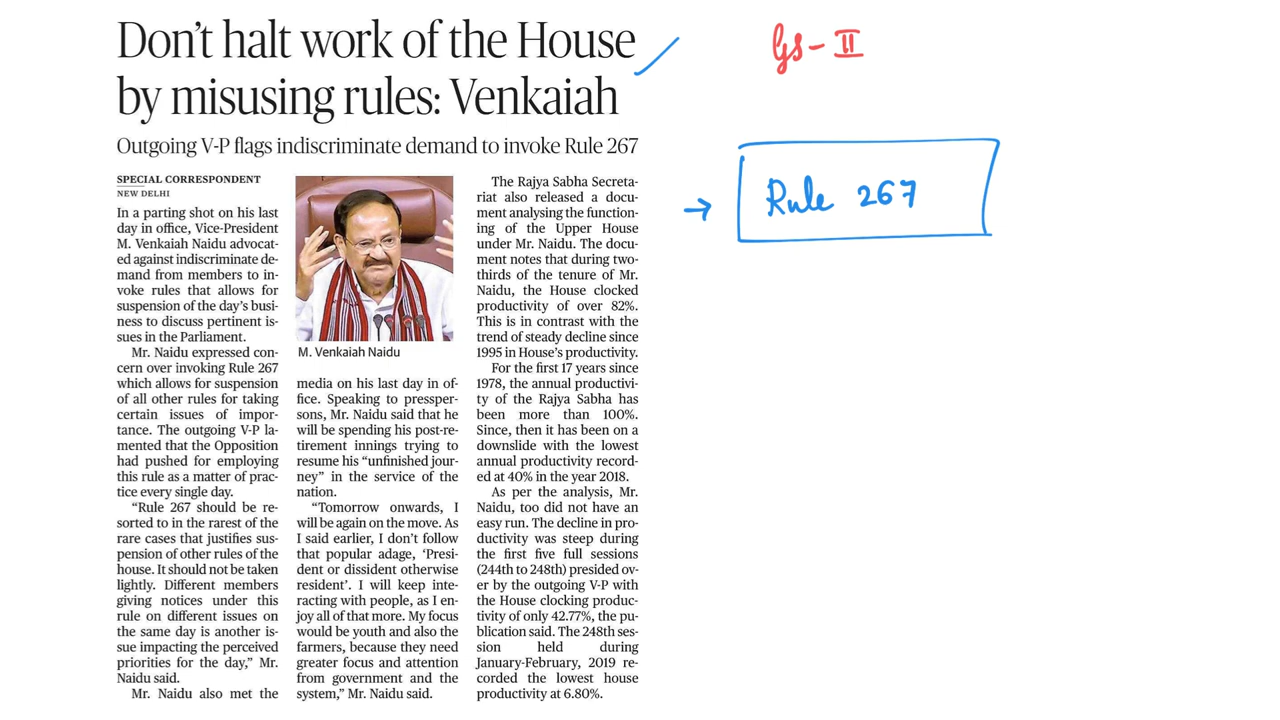 Don't halt work of the House
by misusing rules: Venkaiah
Outgoing V-P flags indiscriminate demand to invoke Rule 267
SPECIAL CORRESPONDENT
NEW DELHI
In a parting shot on his last
day in office, Vice-President
M. Venkaiah Naidu advocat-
ed against indiscriminate de-
mand from members to in-
voke rules that allows for
suspension of the day's busi-
ness to discuss pertinent is-
sues in the Parliament.
Mr. Naidu expressed con-
cern over invoking Rule 267
which allows for suspension
of all other rules for taking
certain issues of impor-
tance. The outgoing V-P la-
mented that the Opposition
had pushed for employing
this rule as a matter of prac-
tice every single day.
"Rule 267 should be re-
sorted to in the rarest of the
rare cases that justifies sus-
pension of other rules of the
house. It should not be taken
lightly. Different members
giving notices under this
rule on different issues on
the same day is another is-
sue impacting the perceived
priorities for the day," Mr.
Naidu said.
Mr. Naidu also met the
M. Venkaiah Naidu
media on his last day in of-
fice. Speaking to pressper-
sons, Mr. Naidu said that he
will be spending his post-re-
tirement innings trying to
resume his "unfinished jour-
ney" in the service of the
nation.
"Tomorrow onwards, I
will be again on the move. As
I said earlier, I don't follow
that popular adage, 'Presi-
dent or dissident otherwise
resident'. I will keep inte-
racting with people, as I en-
joy all of that more. My focus
would be youth and also the
farmers, because they need
greater focus and attention
from government and the
system," Mr. Naidu said.
The Rajya Sabha Secreta-
riat also released a docu-
ment analysing the function-
ing of the Upper House
under Mr. Naidu. The docu-
ment notes that during two-
thirds of the tenure of Mr.
Naidu, the House clocked
productivity of over 82%.
This is in contrast with the
trend of steady decline since
1995 in House's productivity.
For the first 17 years since
1978, the annual productivi-
ty of the Rajya Sabha has
been more than 100%.
Since, then it has been on a
downslide with the lowest
annual productivity record-
ed at 40% in the year 2018.
As per the analysis, Mr.
Naidu, too did not have an
easy run. The decline in pro-
ductivity was steep during
the first five full sessions
(244th to 248th) presided ov-
er by the outgoing V-P with
the House clocking produc-
tivity of only 42.77%, the pu-
blication said. The 248th ses-
sion held during
January-February, 2019 re-
corded the lowest house
productivity at 6.80%.
GS-II
→ Rule 267